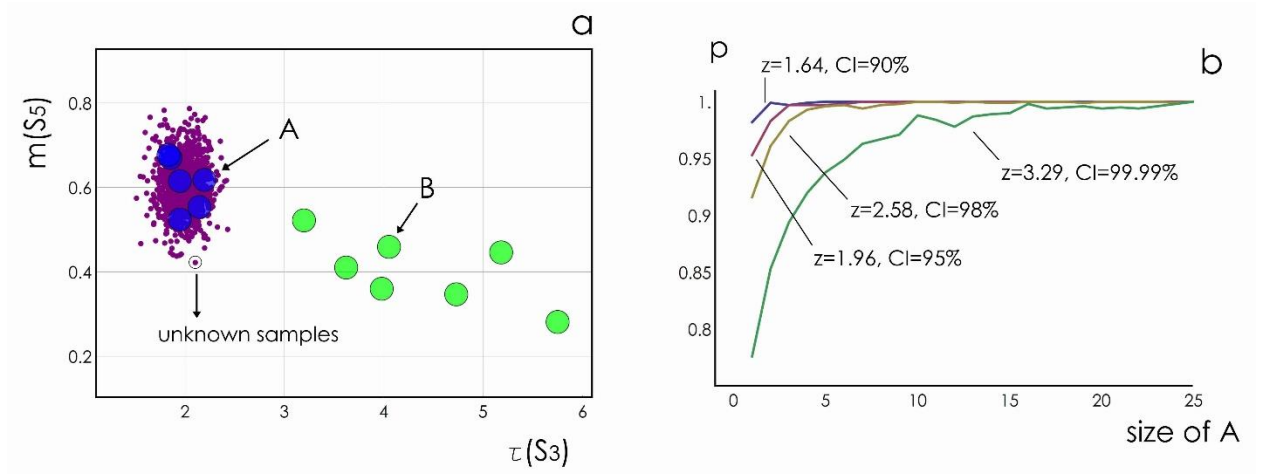 a
m(S5)
0.8
0.6
0.4
0.2
A
B
unknown samples
2
3
4
5
6
τ(S3)
b
p
z=1.64, CI=90%
1.
0.95
0.9
0.85
0.8
z=3.29, CI=99.99%
z=2.58, CI=98%
z=1.96, CI=95%
0
5
10
15
20
25
size of A